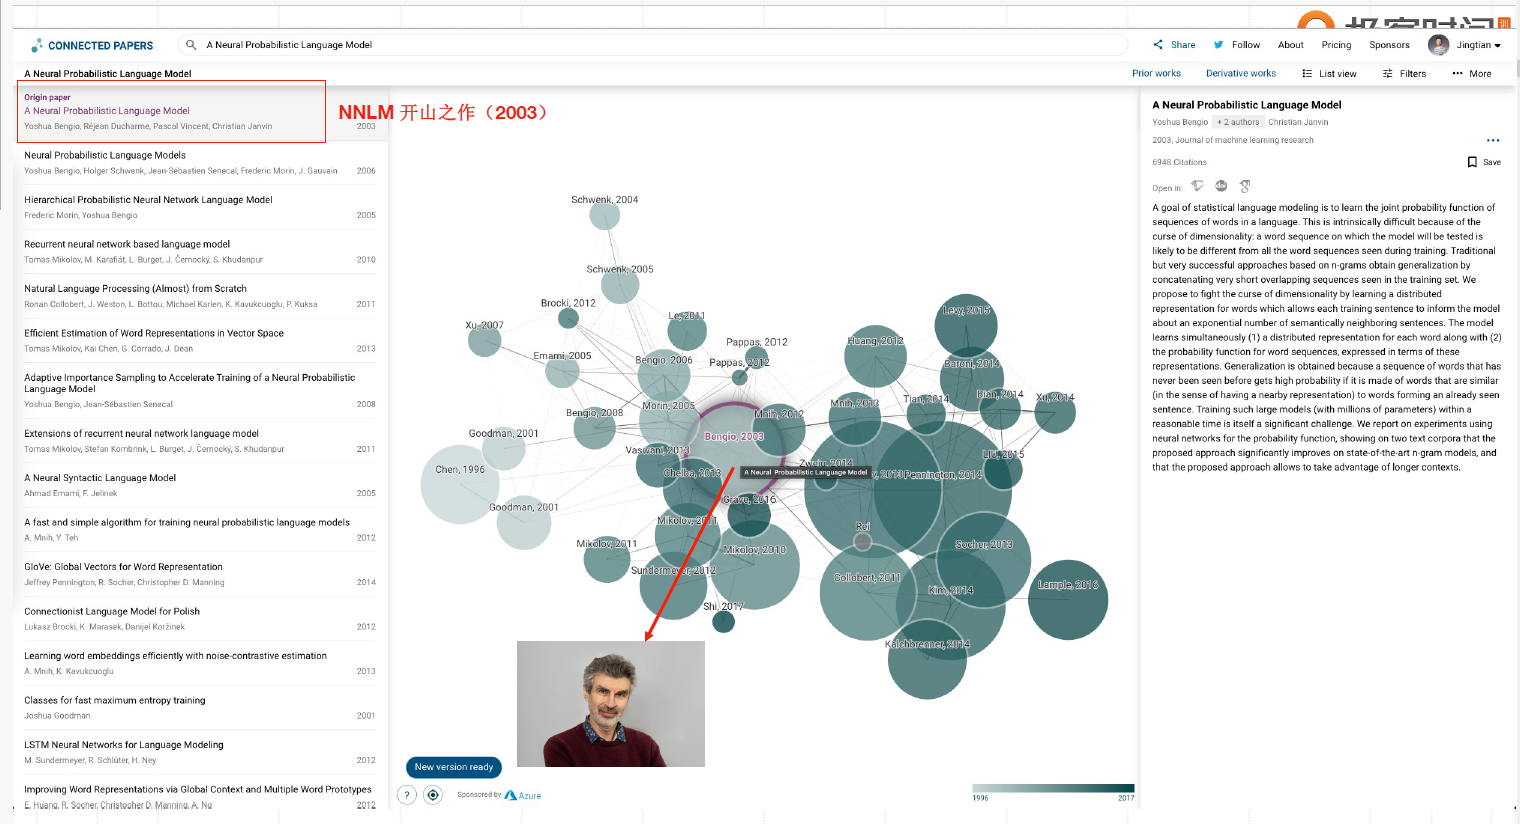 极客时间
训
CONNECTED PAPERS
A Neural Probabilistic Language Model
Share
Follow
About
Pricing
Sponsors
Jingtian
A Neural Probabilistic Language Model
Prior works
Derivative works
List view
Filters
More
Origin paper
A Neural Probabilistic Language Model
Yoshua Bengio, Réjean Ducharme, Pascal Vincent, Christian Janvin 2003
NNLM 开山之作（2003）
Neural Probabilistic Language Models
Yoshua Bengio, Holger Schwenk, Jean-Sébastien Senecal, Frederic Morin, J. Gauvain 2006
Hierarchical Probabilistic Neural Network Language Model
Frederic Morin, Yoshua Bengio 2005
Recurrent neural network based language model
Tomas Mikolov, M. Karafiát, L. Burget, J. Černocký, S. Khudanpur 2010
Natural Language Processing (Almost) from Scratch
Ronan Collobert, J. Weston, L. Bottou, Michael Karlen, K. Kavukcuoglu, P. Kuksa 2011
Efficient Estimation of Word Representations in Vector Space
Tomas Mikolov, Kai Chen, G. Corrado, J. Dean 2013
Adaptive Importance Sampling to Accelerate Training of a Neural Probabilistic
Language Model
Yoshua Bengio, Jean-Sébastien Senecal 2008
Extensions of recurrent neural network language model
Tomas Mikolov, Stefan Kombrink, L. Burget, J. Černocký, S. Khudanpur 2011
A Neural Syntactic Language Model
Ahmad Emami, F. Jelinek 2005
A fast and simple algorithm for training neural probabilistic language models
A. Mnih, Y. Teh 2012
GloVe: Global Vectors for Word Representation
Jeffrey Pennington, R. Socher, Christopher D. Manning 2014
Connectionist Language Model for Polish
Lukasz Brocki, K. Marasek, Danijel Koržinek 2012
Learning word embeddings efficiently with noise-contrastive estimation
A. Mnih, K. Kavukcuoglu 2013
Classes for fast maximum entropy training
Joshua Goodman 2001
LSTM Neural Networks for Language Modeling
M. Sundermeyer, R. Schlüter, H. Ney 2012
Improving Word Representations via Global Context and Multiple Word Prototypes
E. Huang, R. Socher, Christopher D. Manning, A. Ng 2012
Schwenk, 2004
Schwenk, 2005
Brocki, 2012
Le, 2011
Xu, 2007
Pappas, 2012
Emami, 2005
Bengio, 2006
Pappas, 2012
Huang, 2012
Levy, 2015
Baroni, 2014
Bengio, 2008
Morin, 2005
Mnih, 2012
Mnih, 2013
Tian, 2014
Bian, 2014
Xu, 2014
Goodman, 2001
Bengio, 2003
Vaswani, 2013
Chen, 1996
Chelba, 2013
Zweig, 2014
A Neural Probabilistic Language Model
2013
Pennington, 2014
Liu, 2015
Goodman, 2001
Grave, 2016
Mikolov, 2011
Rei
Mikolov, 2011
Mikolov, 2010
Socher, 2013
Sundermeyer, 2012
Collobert, 2011
Kim, 2014
Lample, 2016
Shi, 2017
Kalchbrenner, 2014
New version ready
?
Sponsored by Azure
1996
2017
A Neural Probabilistic Language Model
Yoshua Bengio + 2 authors Christian Janvin
2003, Journal of machine learning research
6948 Citations
Save
Open in:
doi
A goal of statistical language modeling is to learn the joint probability function of
sequences of words in a language. This is intrinsically difficult because of the
curse of dimensionality: a word sequence on which the model will be tested is
likely to be different from all the word sequences seen during training. Traditional
but very successful approaches based on n-grams obtain generalization by
concatenating very short overlapping sequences seen in the training set. We
propose to fight the curse of dimensionality by learning a distributed
representation for words which allows each training sentence to inform the model
about an exponential number of semantically neighboring sentences. The model
learns simultaneously (1) a distributed representation for each word along with (2)
the probability function for word sequences, expressed in terms of these
representations. Generalization is obtained because a sequence of words that has
never been seen before gets high probability if it is made of words that are similar
(in the sense of having a nearby representation) to words forming an already seen
sentence. Training such large models (with millions of parameters) within a
reasonable time is itself a significant challenge. We report on experiments using
neural networks for the probability function, showing on two text corpora that the
proposed approach significantly improves on state-of-the-art n-gram models, and
that the proposed approach allows to take advantage of longer contexts.